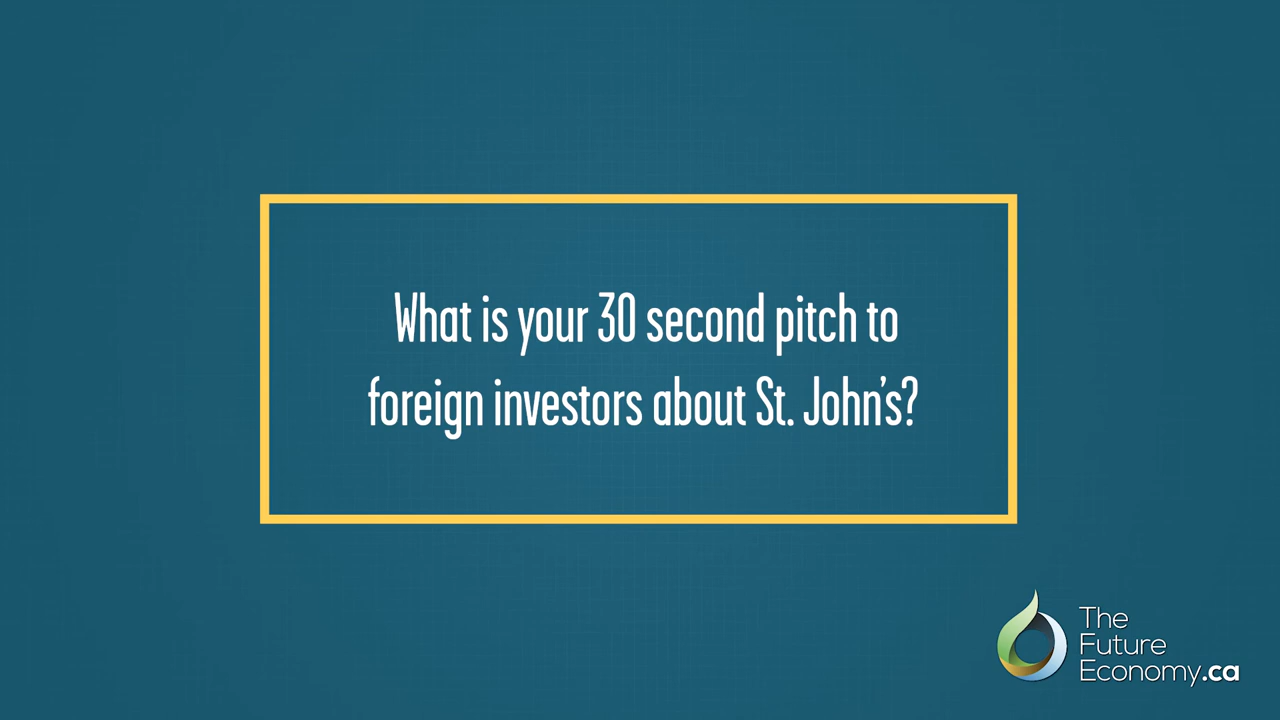 What is your 30 second pitch to
foreign investors about St. John's?
The
Future
Economy.ca